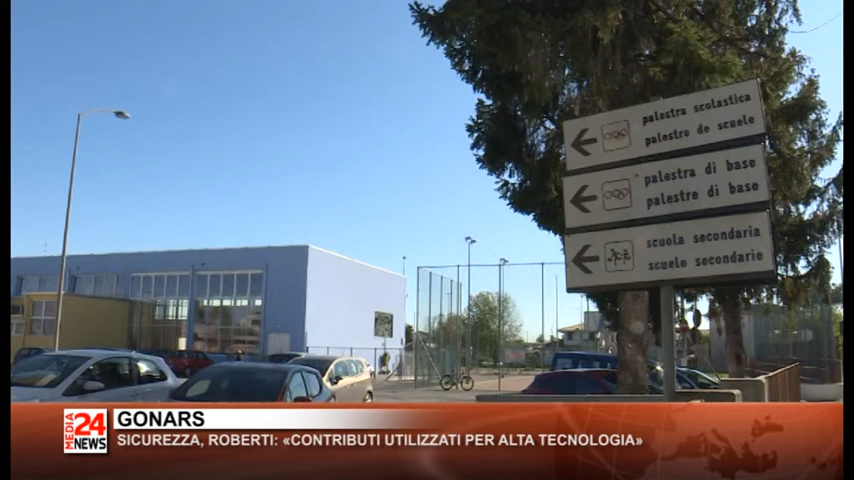 palestra scolastica
palestre de scuele
palestra di base
palestre di base
scuola secondaria
scuele secondarie
MEDIA 24 NEWS
GONARS
SICUREZZA, ROBERTI: «CONTRIBUTI UTILIZZATI PER ALTA TECNOLOGIA»